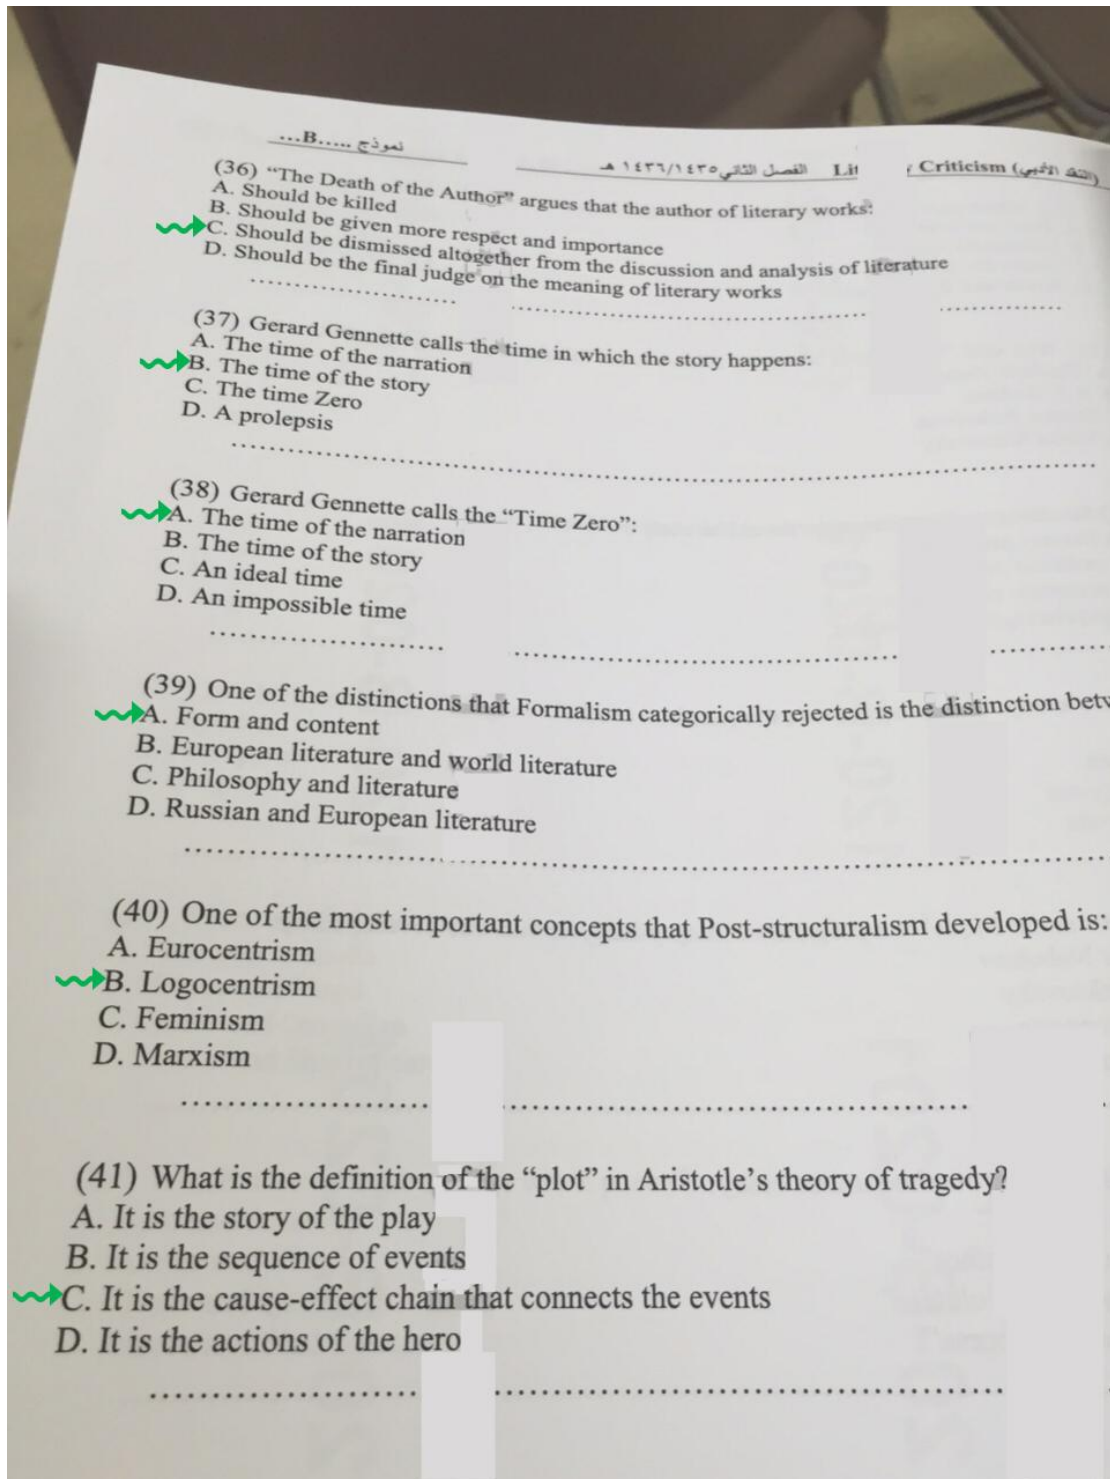 ...B..... نموذج
الفصل الثاني ١٤٣٦/١٤٣٥ هـ Lit Criticism (النقد الأدبي)
(36) “The Death of the Author” argues that the author of literary works:
A. Should be killed
B. Should be given more respect and importance
C. Should be dismissed altogether from the discussion and analysis of literature
D. Should be the final judge on the meaning of literary works
(37) Gerard Gennette calls the time in which the story happens:
A. The time of the narration
B. The time of the story
C. The time Zero
D. A prolepsis
(38) Gerard Gennette calls the “Time Zero”:
A. The time of the narration
B. The time of the story
C. An ideal time
D. An impossible time
(39) One of the distinctions that Formalism categorically rejected is the distinction betw
A. Form and content
B. European literature and world literature
C. Philosophy and literature
D. Russian and European literature
(40) One of the most important concepts that Post-structuralism developed is:
A. Eurocentrism
B. Logocentrism
C. Feminism
D. Marxism
(41) What is the definition of the “plot” in Aristotle’s theory of tragedy?
A. It is the story of the play
B. It is the sequence of events
C. It is the cause-effect chain that connects the events
D. It is the actions of the hero